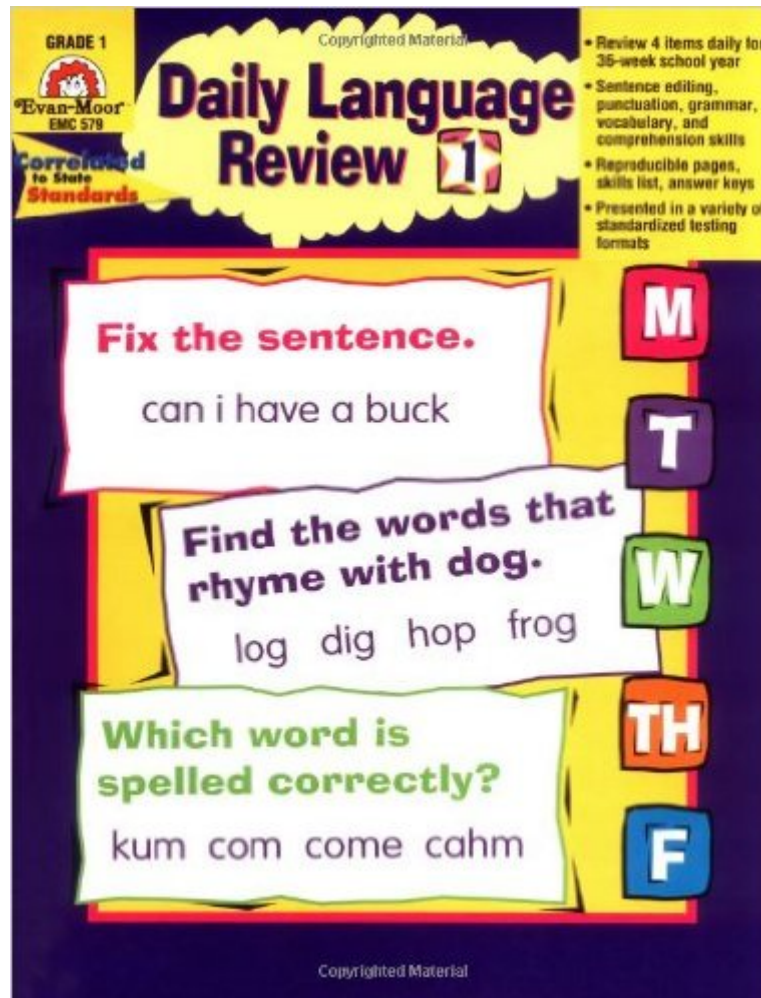 GRADE 1
Evan-Moor
EMC 579
Correlated
to State
Standards
Copyrighted Material
Daily Language
Review 1
• Review 4 items daily for
36-week school year
• Sentence editing,
punctuation, grammar,
vocabulary, and
comprehension skills
• Reproducible pages,
skills list, answer keys
• Presented in a variety of
standardized testing
formats
Fix the sentence.
can i have a buck
Find the words that
rhyme with dog.
log dig hop frog
Which word is
spelled correctly?
kum com come cahm
M
T
W
TH
F
Copyrighted Material